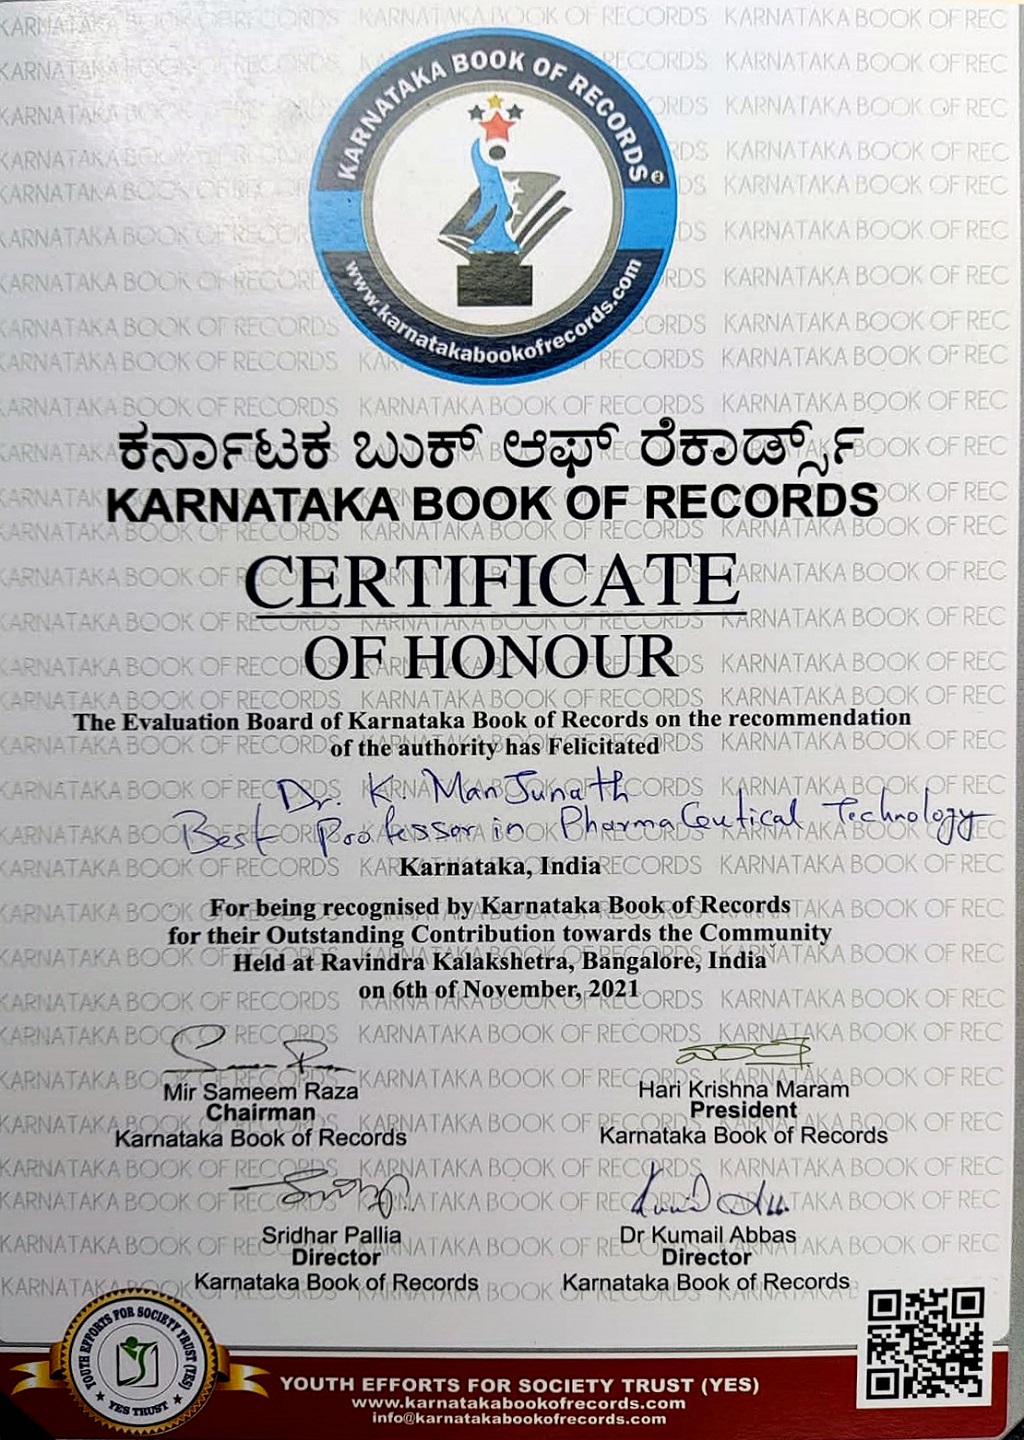 KARNATAKA BOOK OF RECORDS
www.karnatakabookofrecords.com
ಕರ್ನಾಟಕ ಬುಕ್ ಆಫ್ ರೆಕಾರ್ಡ್ಸ್
KARNATAKA BOOK OF RECORDS
CERTIFICATE
OF HONOUR
The Evaluation Board of Karnataka Book of Records on the recommendation
of the authority has Felicitated
Dr. K. ManJunath
Best Professor in PharmaCeutical Technology
Karnataka, India
For being recognised by Karnataka Book of Records
for their Outstanding Contribution towards the Community
Held at Ravindra Kalakshetra, Bangalore, India
on 6th of November, 2021
Mir Sameem Raza
Chairman
Karnataka Book of Records
Hari Krishna Maram
President
Karnataka Book of Records
Sridhar Pallia
Director
Karnataka Book of Records
Dr Kumail Abbas
Director
Karnataka Book of Records
YOUTH EFFORTS FOR SOCIETY TRUST (YES)
YES TRUST
YOUTH EFFORTS FOR SOCIETY TRUST (YES)
www.karnatakabookofrecords.com
info@karnatakabookofrecords.com